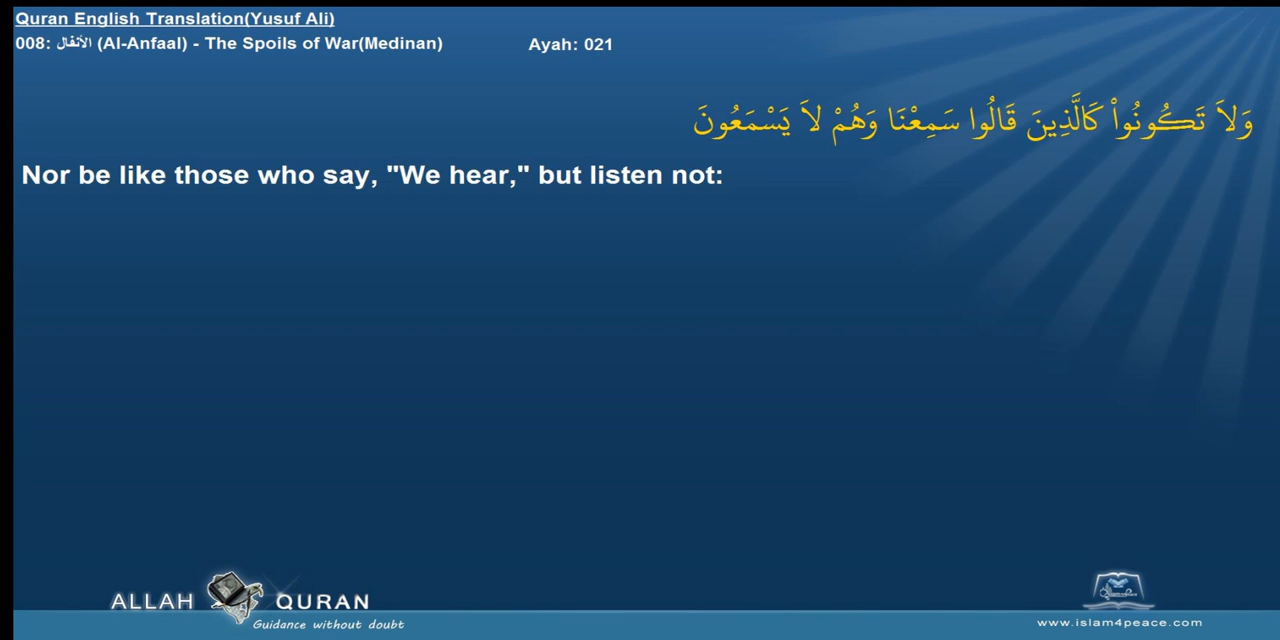 Quran English Translation(Yusuf Ali)
008: الأنفال (Al-Anfaal) - The Spoils of War(Medinan) Ayah: 021
وَلاَ تَكُونُواْ كَالَّذِينَ قَالُوا سَمِعْنَا وَهُمْ لاَ يَسْمَعُونَ
Nor be like those who say, "We hear," but listen not:
ALLAH QURAN
Guidance without doubt
www.islam4peace.com